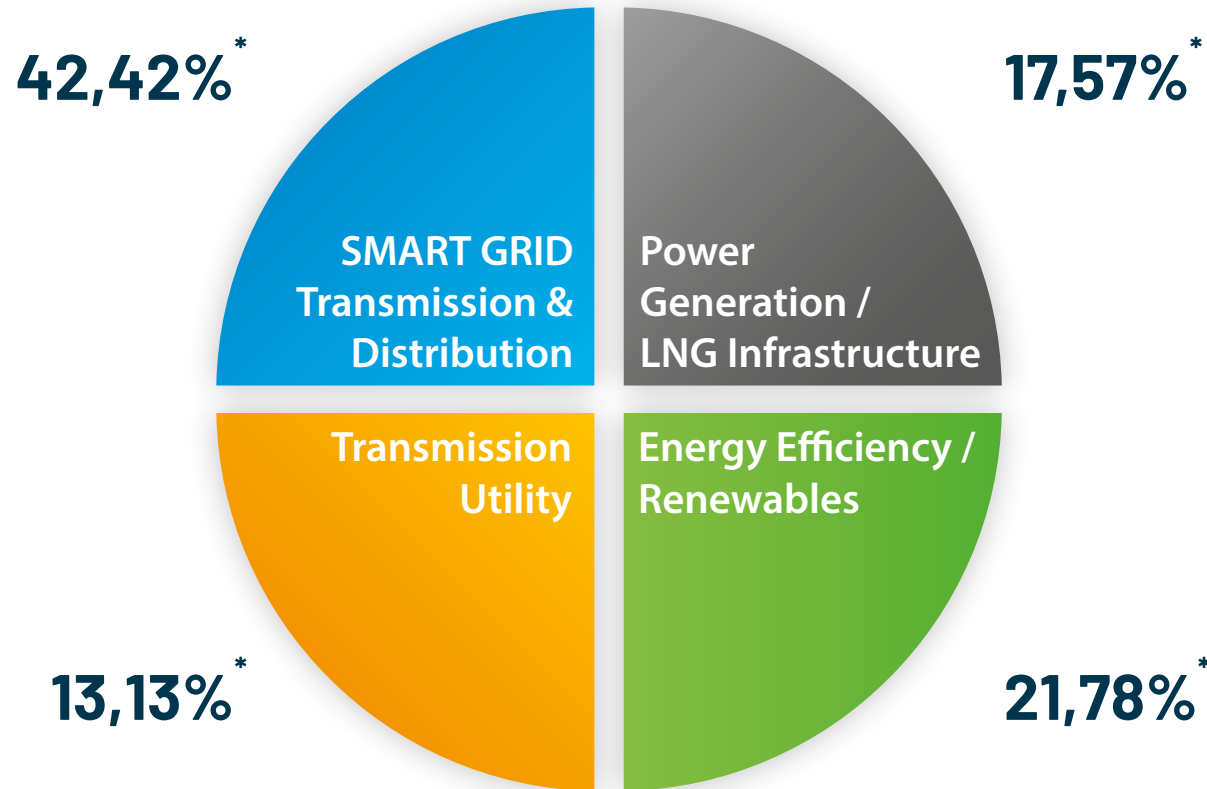 42,42%*
17,57%*
SMART GRID
Transmission &
Distribution
Power
Generation /
LNG Infrastructure
Transmission
Utility
Energy Efficiency /
Renewables
13,13%*
21,78%*